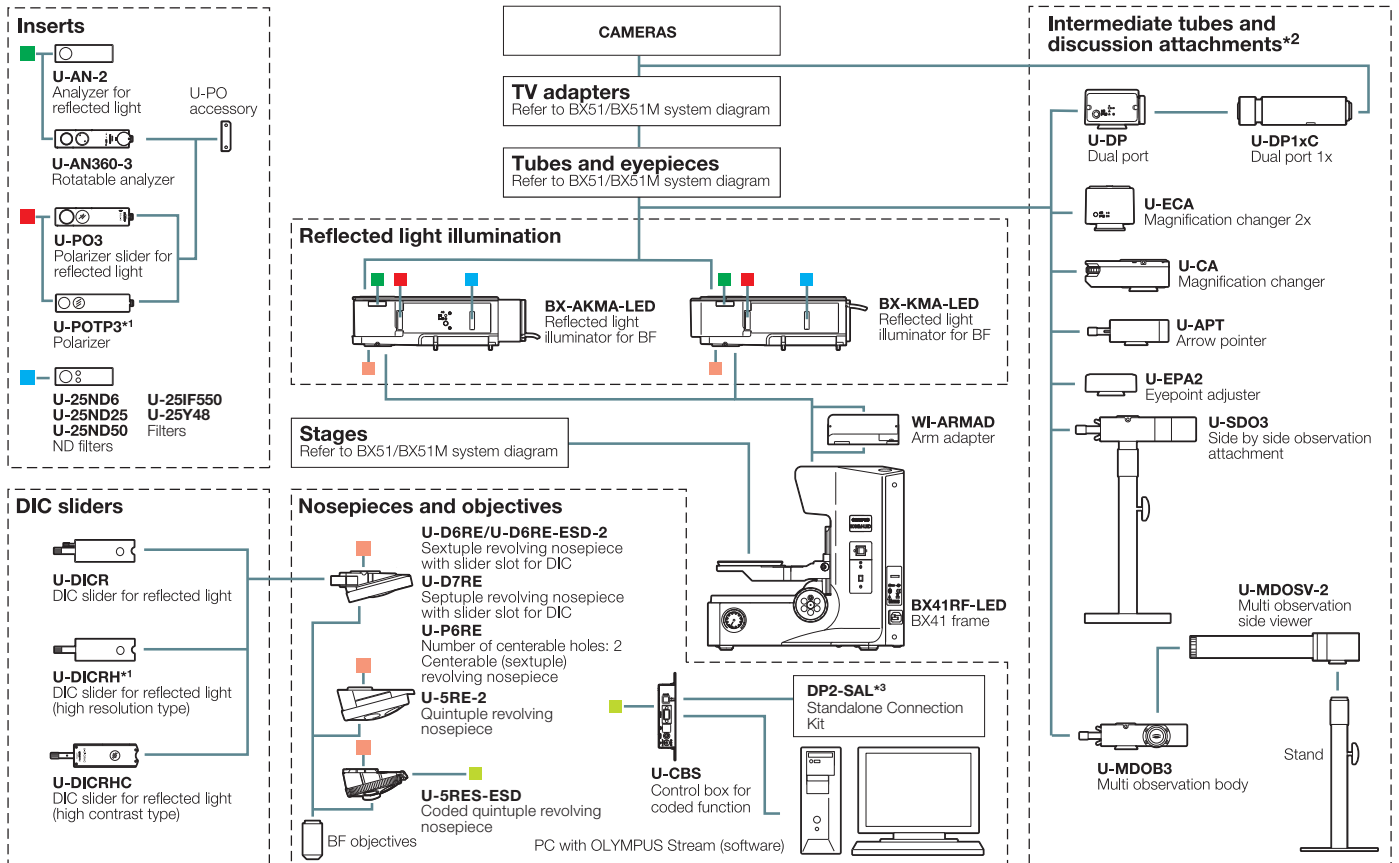 Inserts
U-AN-2
Analyzer for
reflected light
U-PO
accessory
U-AN360-3
Rotatable analyzer
U-PO3
Polarizer slider for
reflected light
U-POTP3*1
Polarizer
U-25ND6
U-25ND25
U-25ND50
ND filters
U-25IF550
U-25Y48
Filters
DIC sliders
U-DICR
DIC slider for reflected light
U-DICRH*1
DIC slider for reflected light
(high resolution type)
U-DICRHC
DIC slider for reflected light
(high contrast type)
CAMERAS
TV adapters
Refer to BX51/BX51M system diagram
Tubes and eyepieces
Refer to BX51/BX51M system diagram
Reflected light illumination
BX-AKMA-LED
Reflected light
illuminator for BF
BX-KMA-LED
Reflected light
illuminator for BF
Stages
Refer to BX51/BX51M system diagram
WI-ARMAD
Arm adapter
BX41RF-LED
BX41 frame
Nosepieces and objectives
U-D6RE/U-D6RE-ESD-2
Sextuple revolving nosepiece
with slider slot for DIC
U-D7RE
Septuple revolving nosepiece
with slider slot for DIC
U-P6RE
Number of centerable holes: 2
Centerable (sextuple)
revolving nosepiece
U-5RE-2
Quintuple revolving
nosepiece
U-5RES-ESD
Coded quintuple revolving
nosepiece
BF objectives
U-CBS
Control box for
coded function
DP2-SAL*3
Standalone Connection
Kit
PC with OLYMPUS Stream (software)
Intermediate tubes and
discussion attachments*2
U-DP
Dual port
U-DP1xC
Dual port 1x
U-ECA
Magnification changer 2x
U-CA
Magnification changer
U-APT
Arrow pointer
U-EPA2
Eyepoint adjuster
U-SDO3
Side by side observation
attachment
U-MDOSV-2
Multi observation
side viewer
U-MDOB3
Multi observation body
Stand